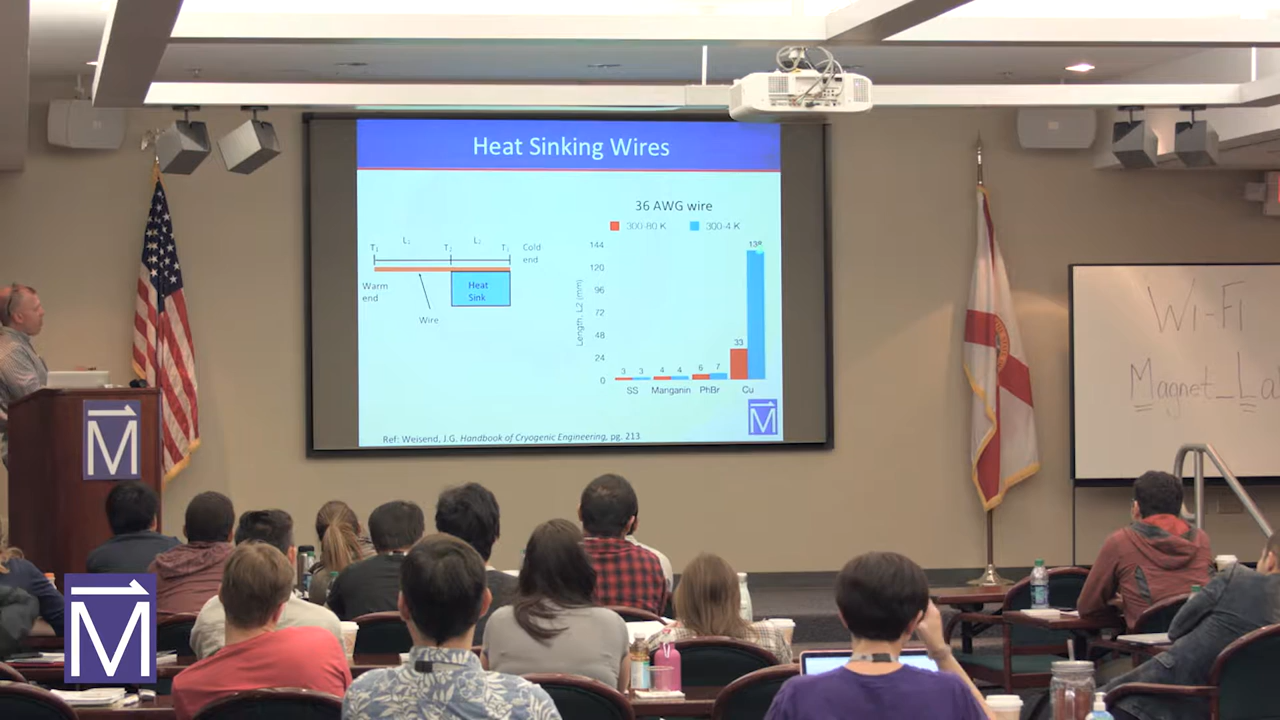 Heat Sinking Wires
36 AWG wire
300-80 K 300-4 K
L₁ L₂
T₁ T₂ T₃
Cold
end
Warm
end
Heat
Sink
Wire
Length, L2 (mm)
144
120
96
72
48
24
0
3 3 4 4 6 7 33 138
SS Manganin PhBr Cu
Ref: Weisend, J.G. Handbook of Cryogenic Engineering, pg. 213.
M
M
M
Wi-Fi
Magnet_La